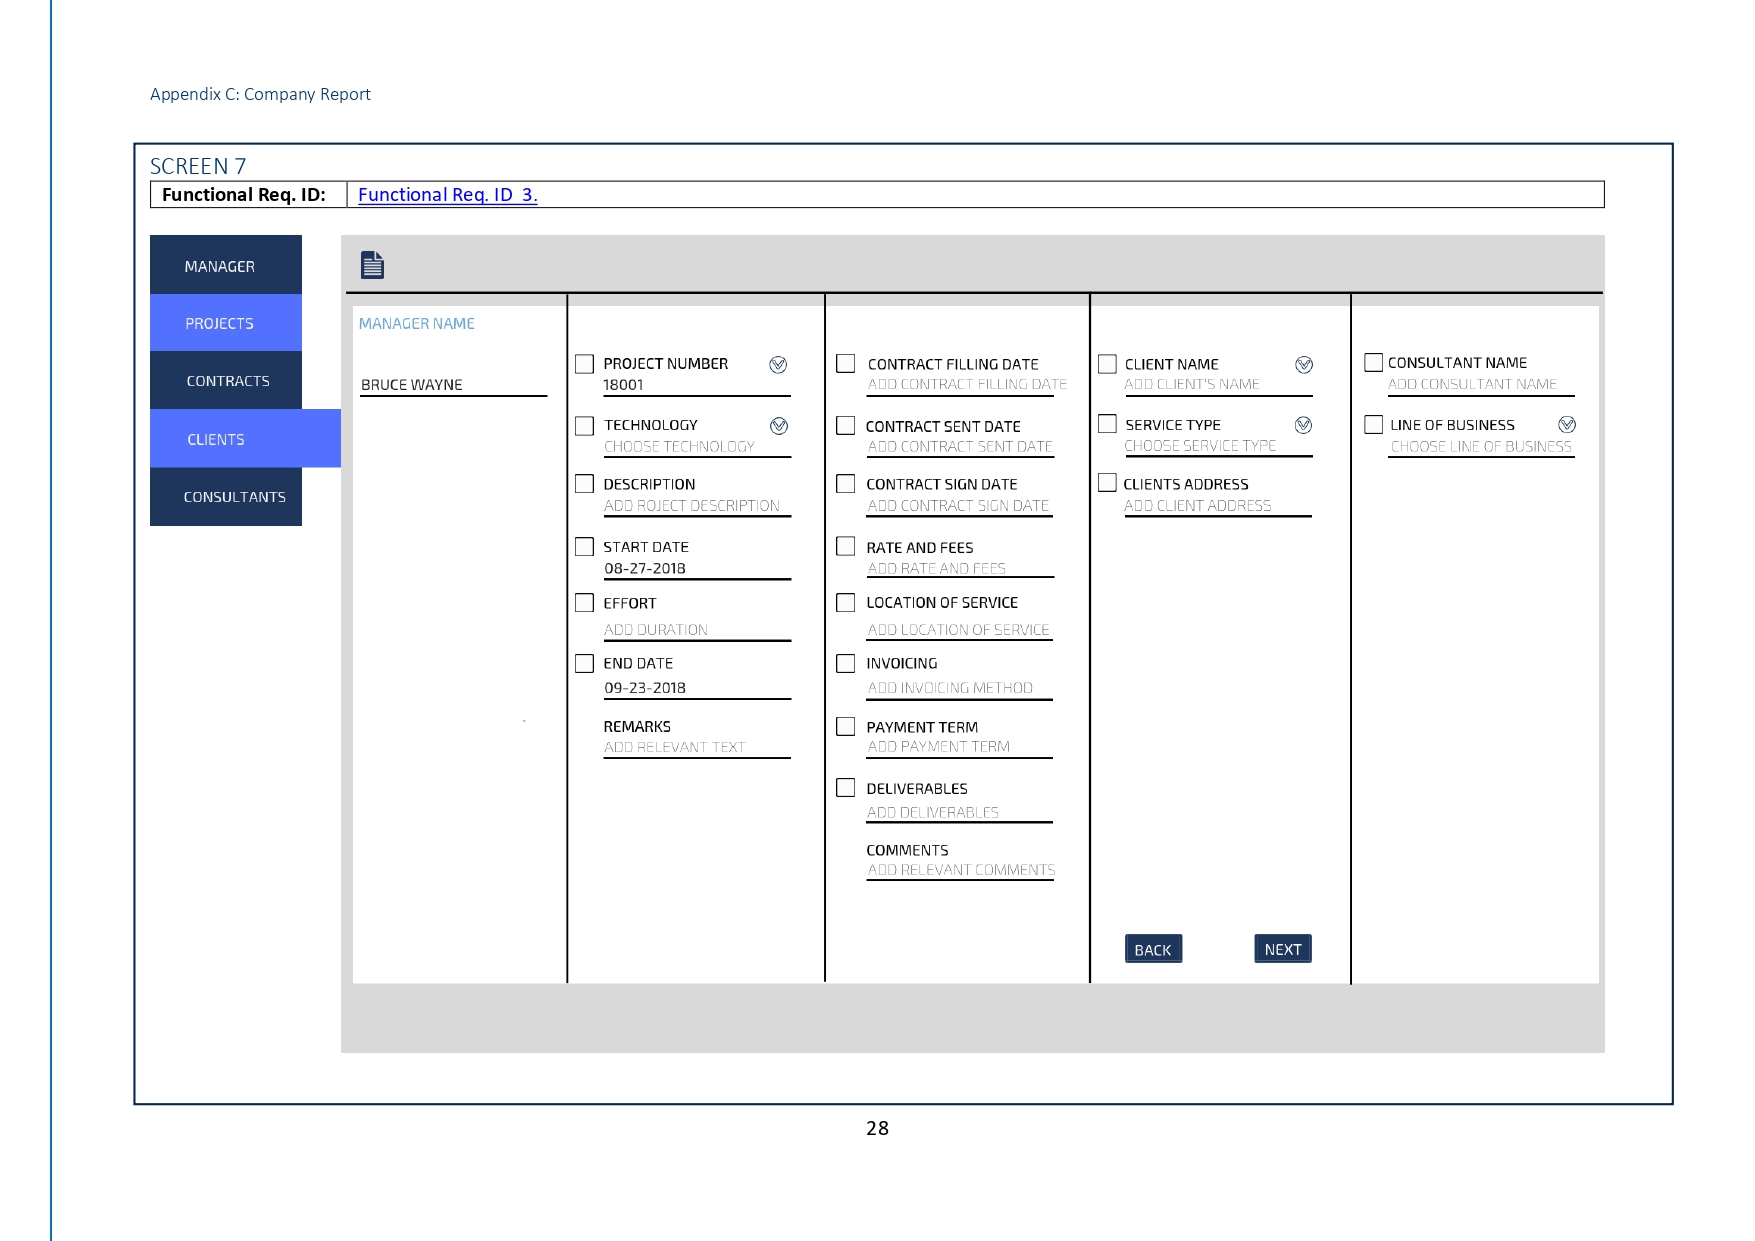 Appendix C: Company Report
SCREEN 7
Functional Req. ID: Functional Req. ID 3.
MANAGER
PROJECTS
CONTRACTS
CLIENTS
CONSULTANTS
MANAGER NAME
BRUCE WAYNE
PROJECT NUMBER
18001
TECHNOLOGY
CHOOSE TECHNOLOGY
DESCRIPTION
ADD ROJECT DESCRIPTION
START DATE
08-27-2018
EFFORT
ADD DURATION
END DATE
09-23-2018
REMARKS
ADD RELEVANT TEXT
CONTRACT FILLING DATE
ADD CONTRACT FILLING DATE
CONTRACT SENT DATE
ADD CONTRACT SENT DATE
CONTRACT SIGN DATE
ADD CONTRACT SIGN DATE
RATE AND FEES
ADD RATE AND FEES
LOCATION OF SERVICE
ADD LOCATION OF SERVICE
INVOICING
ADD INVOICING METHOD
PAYMENT TERM
ADD PAYMENT TERM
DELIVERABLES
ADD DELIVERABLES
COMMENTS
ADD RELEVANT COMMENTS
CLIENT NAME
ADD CLIENT'S NAME
SERVICE TYPE
CHOOSE SERVICE TYPE
CLIENTS ADDRESS
ADD CLIENT ADDRESS
BACK NEXT
CONSULTANT NAME
ADD CONSULTANT NAME
LINE OF BUSINESS
CHOOSE LINE OF BUSINESS
28